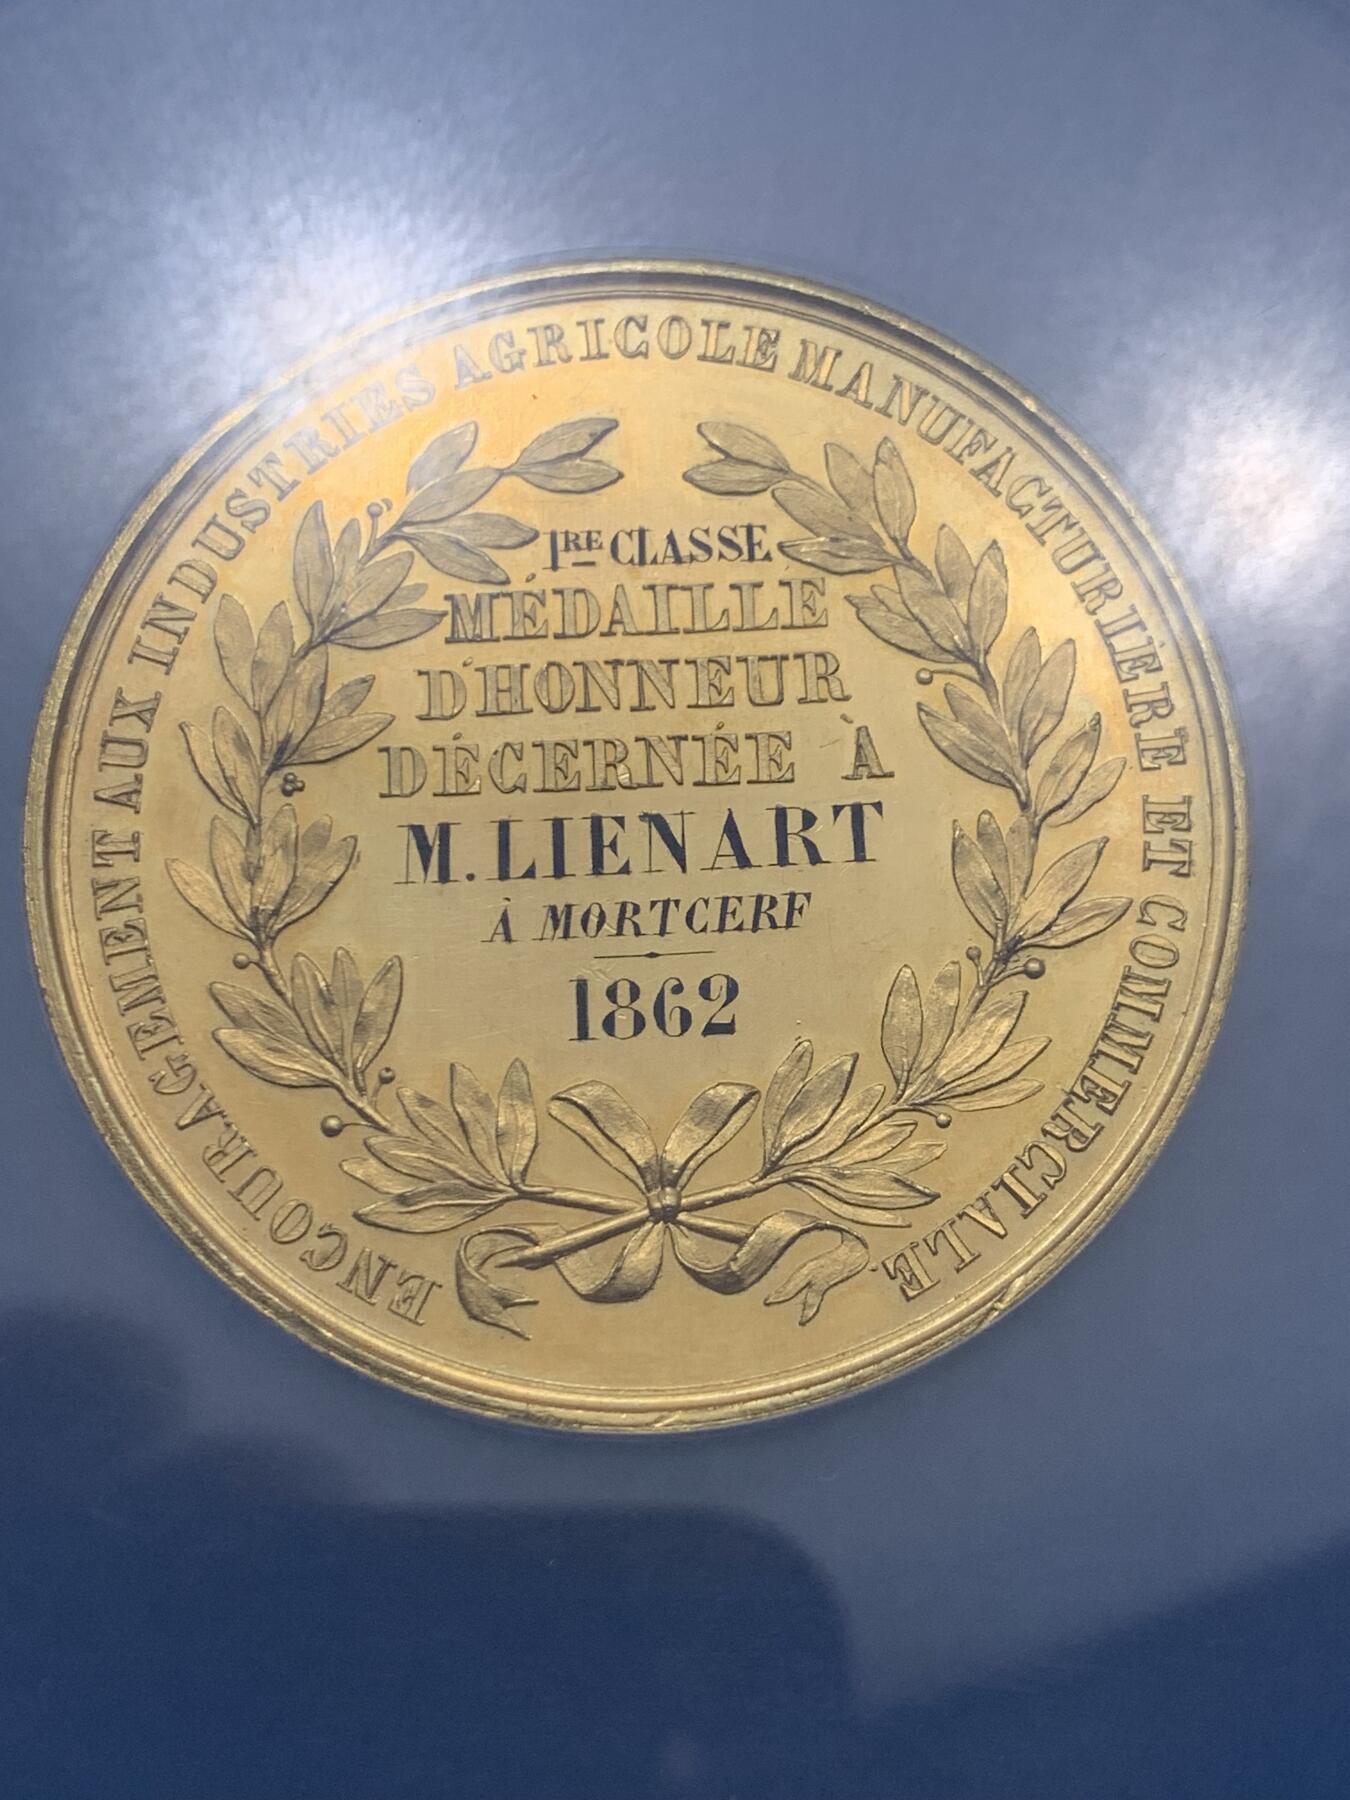 ENCOURAGEMENT AUX INDUSTRIES AGRICOLE MANUFACTURIÈRE ET COMMERCIALE
1RE CLASSE
MÉDAILLE
D'HONNEUR
DÉCERNÉE À
M. LIENART
À MORTCERF
1862